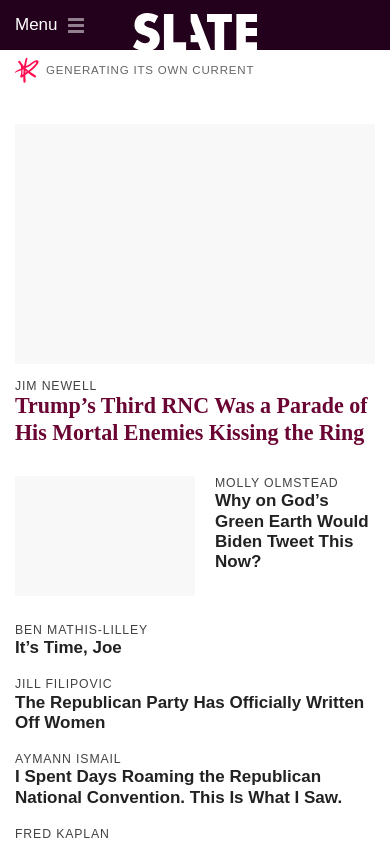 Menu
SLATE
GENERATING ITS OWN CURRENT
JIM NEWELL
Trump’s Third RNC Was a Parade of
His Mortal Enemies Kissing the Ring
MOLLY OLMSTEAD
Why on God’s
Green Earth Would
Biden Tweet This
Now?
BEN MATHIS-LILLEY
It’s Time, Joe
JILL FILIPOVIC
The Republican Party Has Officially Written
Off Women
AYMANN ISMAIL
I Spent Days Roaming the Republican
National Convention. This Is What I Saw.
FRED KAPLAN